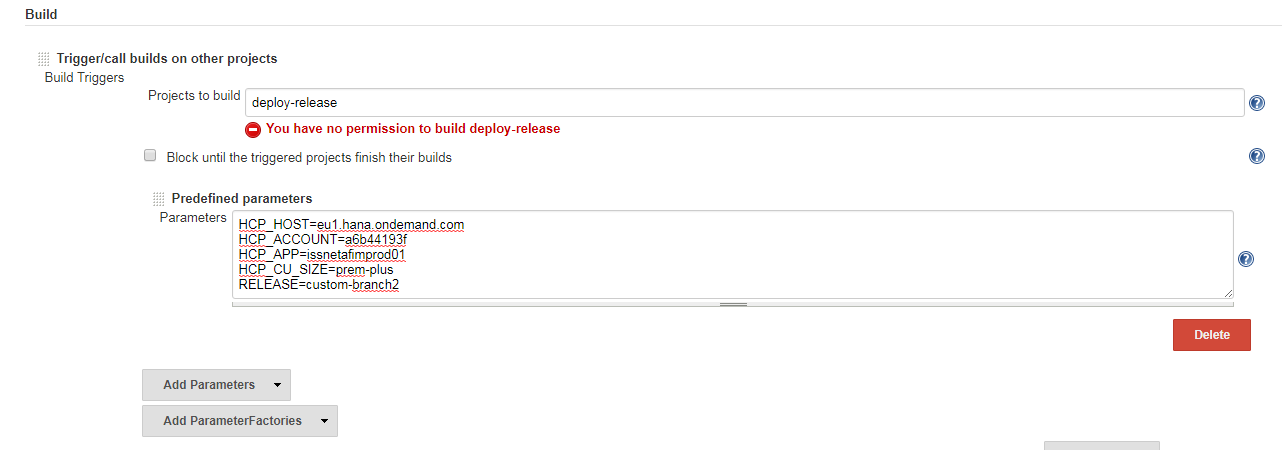 Build
Trigger/call builds on other projects
Build Triggers
Projects to build
deploy-release
You have no permission to build deploy-release
Block until the triggered projects finish their builds
Predefined parameters
Parameters
HCP_HOST=eu1.hana.ondemand.com
HCP_ACCOUNT=a6b44193f
HCP_APP=issnetafimprod01
HCP_CU_SIZE=prem-plus
RELEASE=custom-branch2
Delete
Add Parameters
Add ParameterFactories